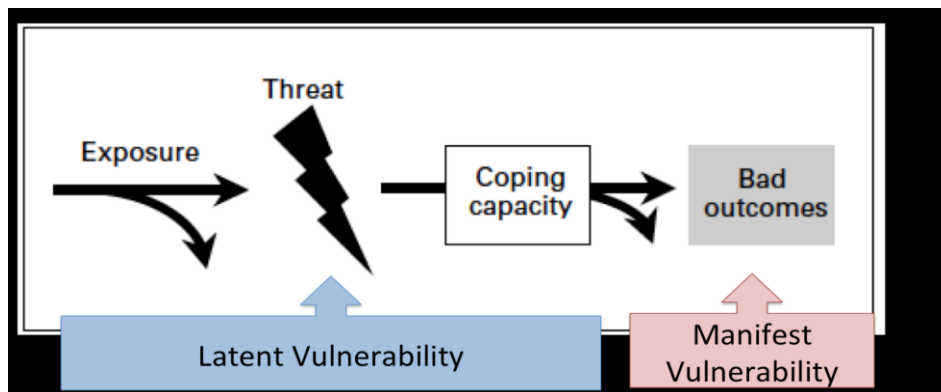 Threat
Exposure
Coping
capacity
Bad
outcomes
Latent Vulnerability
Manifest
Vulnerability